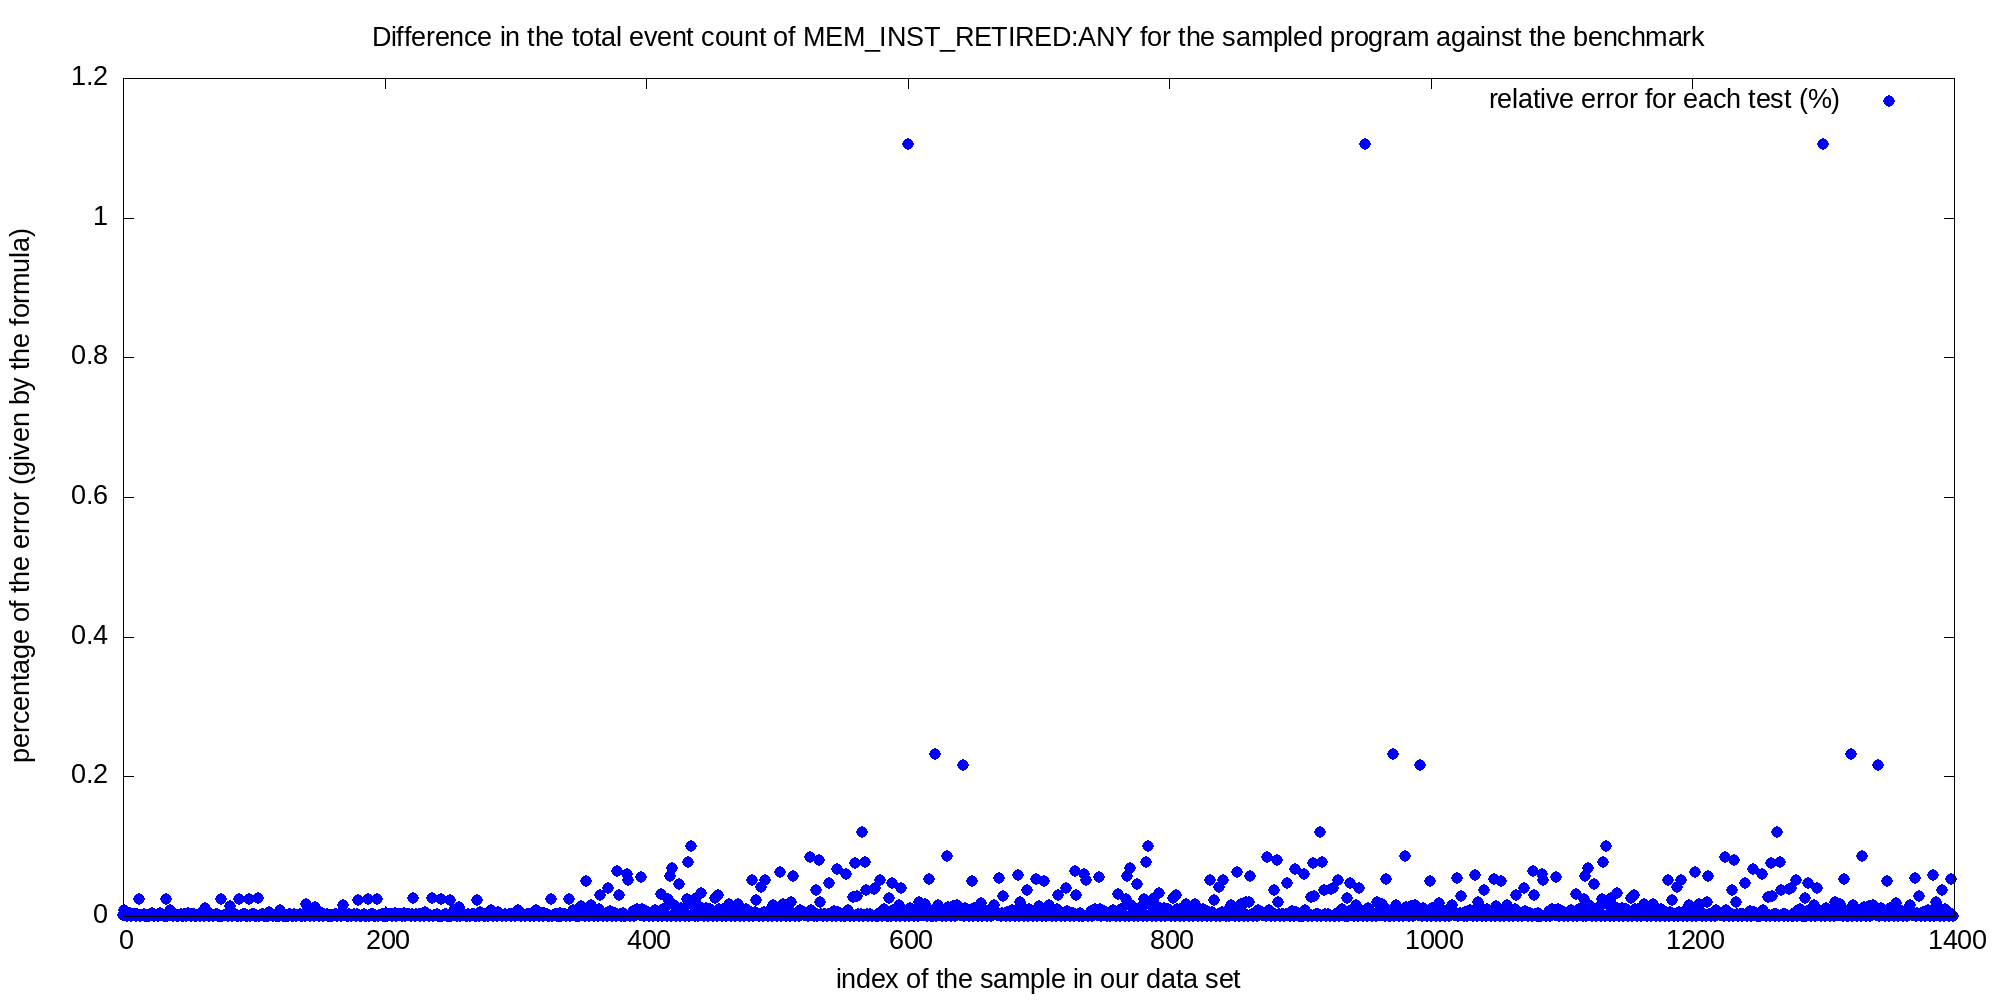 Difference in the total event count of MEM_INST_RETIRED:ANY for the sampled program against the benchmark
relative error for each test (%)
percentage of the error (given by the formula)
1.2
1
0.8
0.6
0.4
0.2
0
0 200 400 600 800 1000 1200 1400
index of the sample in our data set